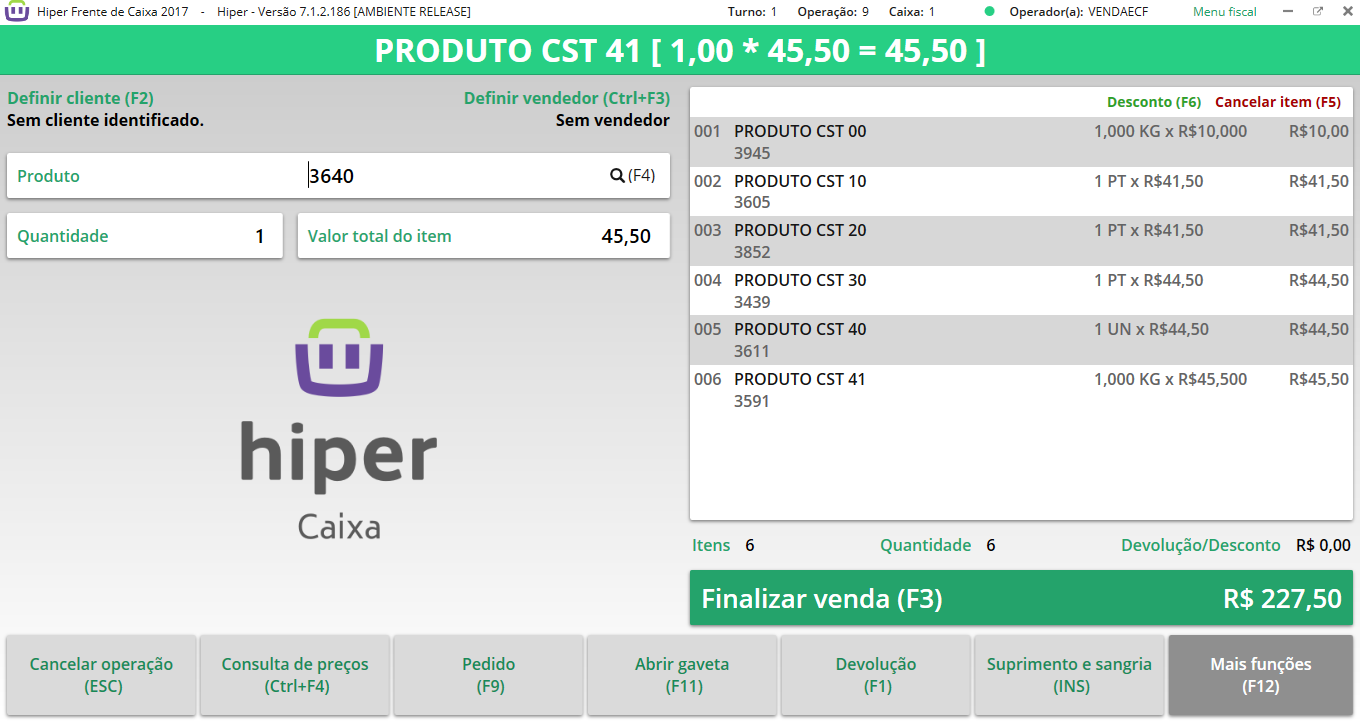 Hiper Frente de Caixa 2017 - Hiper - Versão 7.1.2.186 [AMBIENTE RELEASE] Turno: 1 Operação: 9 Caixa: 1 Operador(a): VENDAECF Menu fiscal
PRODUTO CST 41 [ 1,00 * 45,50 = 45,50 ]
Definir cliente (F2) Definir vendedor (Ctrl+F3)
Sem cliente identificado. Sem vendedor
Produto 3640 (F4)
Quantidade 1 Valor total do item 45,50
hiper
Caixa
Desconto (F6) Cancelar item (F5)
001 PRODUTO CST 00 1,000 KG x R$10,000 R$10,00
3945
002 PRODUTO CST 10 1 PT x R$41,50 R$41,50
3605
003 PRODUTO CST 20 1 PT x R$41,50 R$41,50
3852
004 PRODUTO CST 30 1 PT x R$44,50 R$44,50
3439
005 PRODUTO CST 40 1 UN x R$44,50 R$44,50
3611
006 PRODUTO CST 41 1,000 KG x R$45,500 R$45,50
3591
Itens 6 Quantidade 6 Devolução/Desconto R$ 0,00
Finalizar venda (F3) R$ 227,50
Cancelar operação
(ESC)
Consulta de preços
(Ctrl+F4)
Pedido
(F9)
Abrir gaveta
(F11)
Devolução
(F1)
Suprimento e sangria
(INS)
Mais funções
(F12)